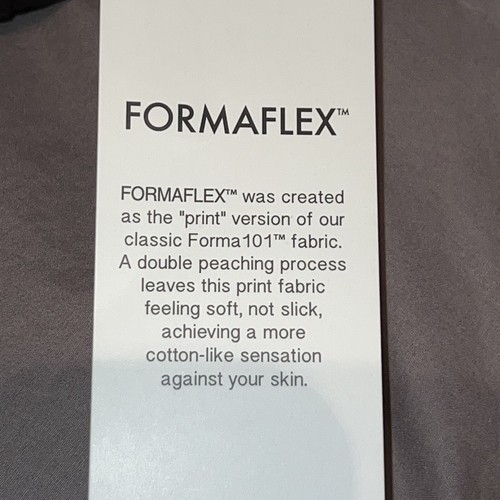 FORMAFLEX™
FORMAFLEX™ was created
as the "print" version of our
classic Forma101™ fabric.
A double peaching process
leaves this print fabric
feeling soft, not slick,
achieving a more
cotton-like sensation
against your skin.